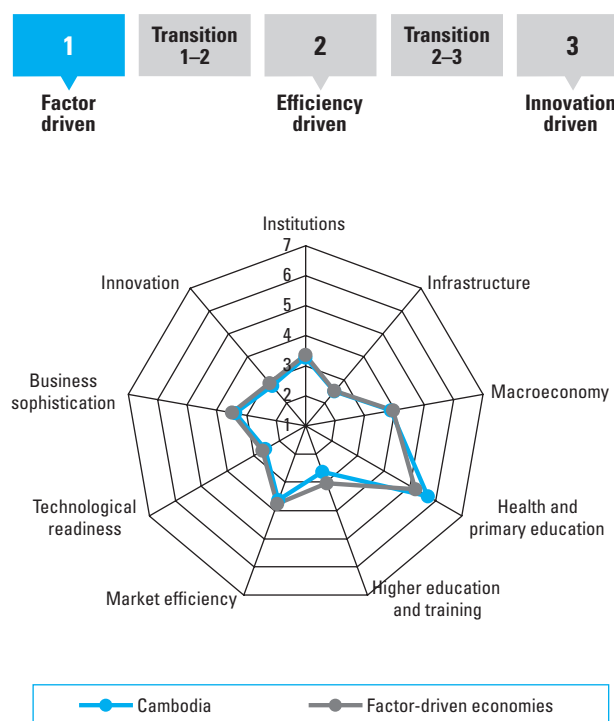 1
Transition
1–2
2
Transition
2–3
3
Factor
driven
Efficiency
driven
Innovation
driven
Institutions
7
6
5
4
3
2
1
Infrastructure
Macroeconomy
Health and
primary education
Higher education
and training
Market efficiency
Technological
readiness
Business
sophistication
Innovation
Cambodia
Factor-driven economies